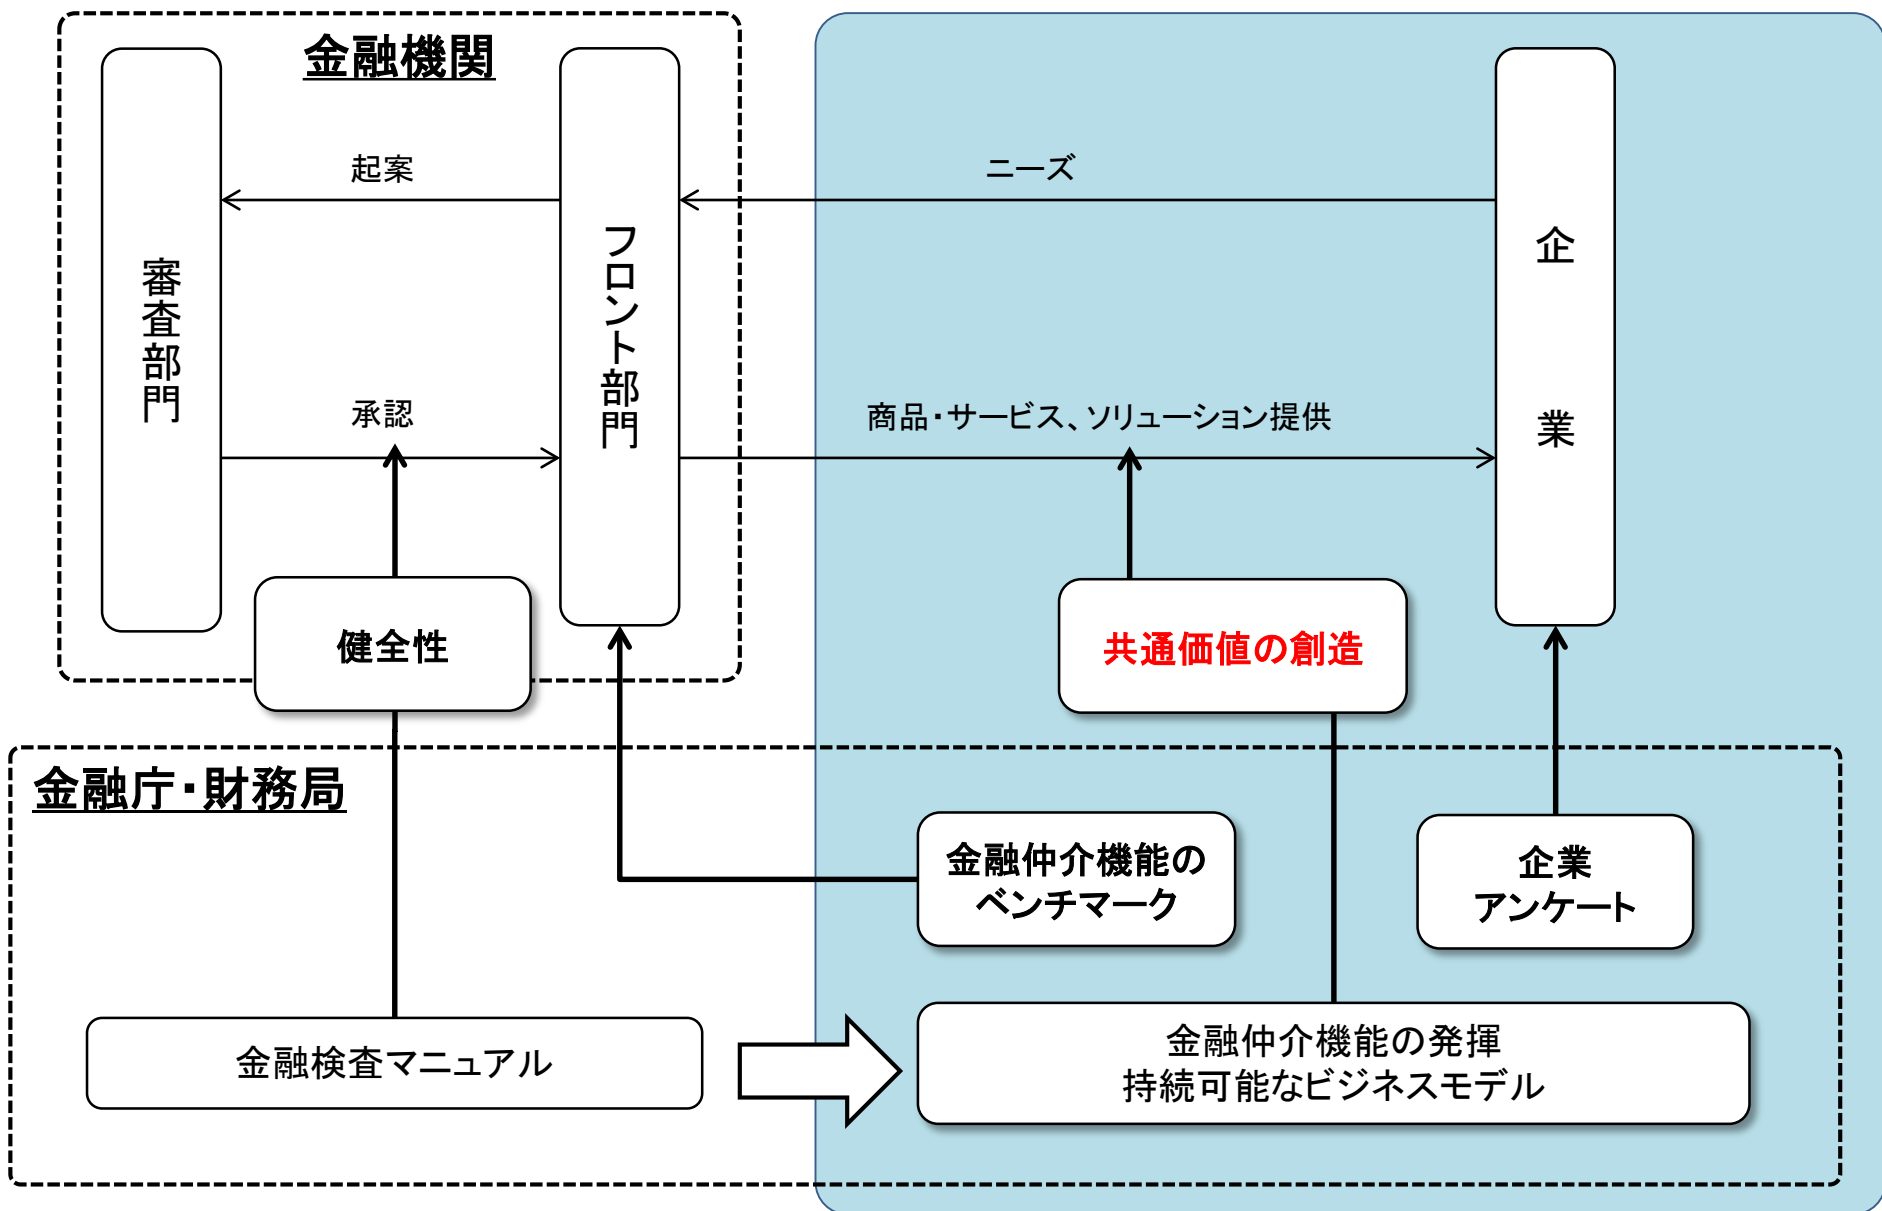 金融機関
起案
ニーズ
審査部門
フロント部門
企業
承認
商品・サービス、ソリューション提供
健全性
共通価値の創造
金融庁・財務局
金融仲介機能の
ベンチマーク
企業
アンケート
金融検査マニュアル
金融仲介機能の発揮
持続可能なビジネスモデル